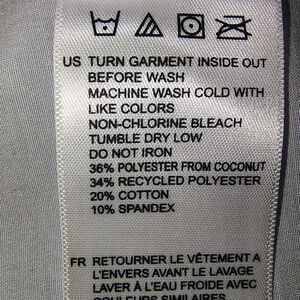 US TURN GARMENT INSIDE OUT
BEFORE WASH
MACHINE WASH COLD WITH
LIKE COLORS
NON-CHLORINE BLEACH
TUMBLE DRY LOW
DO NOT IRON
36% POLYESTER FROM COCONUT
34% RECYCLED POLYESTER
20% COTTON
10% SPANDEX
FR RETOURNER LE VÊTEMENT A
L'ENVERS AVANT LE LAVAGE
LAVER À L'EAU FROIDE AVEC
COULEURS SIMILAIRES